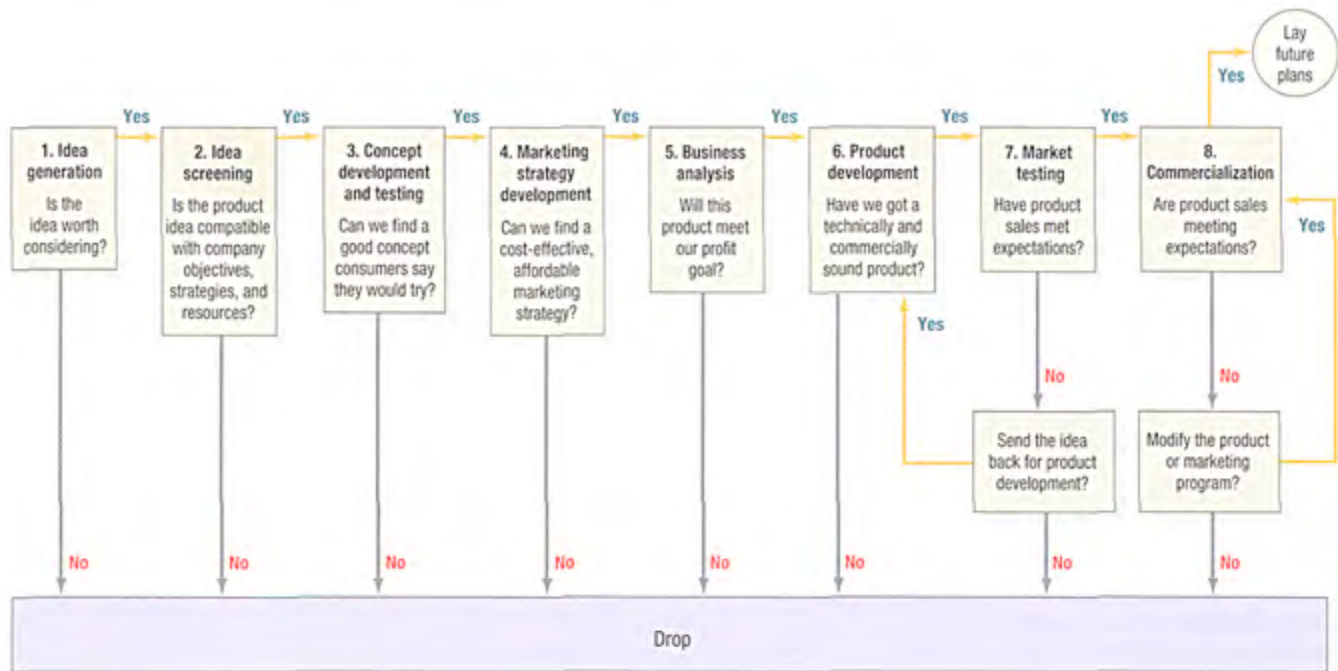 Lay
future
plans
Yes
Yes
Yes
Yes
Yes
Yes
Yes
Yes
1. Idea
generation
Is the
idea worth
considering?
2. Idea
screening
Is the product
idea compatible
with company
objectives,
strategies, and
resources?
3. Concept
development
and testing
Can we find a
good concept
consumers say
they would try?
4. Marketing
strategy
development
Can we find a
cost-effective,
affordable
marketing
strategy?
5. Business
analysis
Will this
product meet
our profit
goal?
6. Product
development
Have we got a
technically and
commercially
sound product?
7. Market
testing
Have product
sales met
expectations?
8.
Commercialization
Are product sales
meeting
expectations?
Yes
Yes
No
No
Send the idea
back for product
development?
Modify the product
or marketing
program?
No
No
No
No
No
No
No
No
Drop